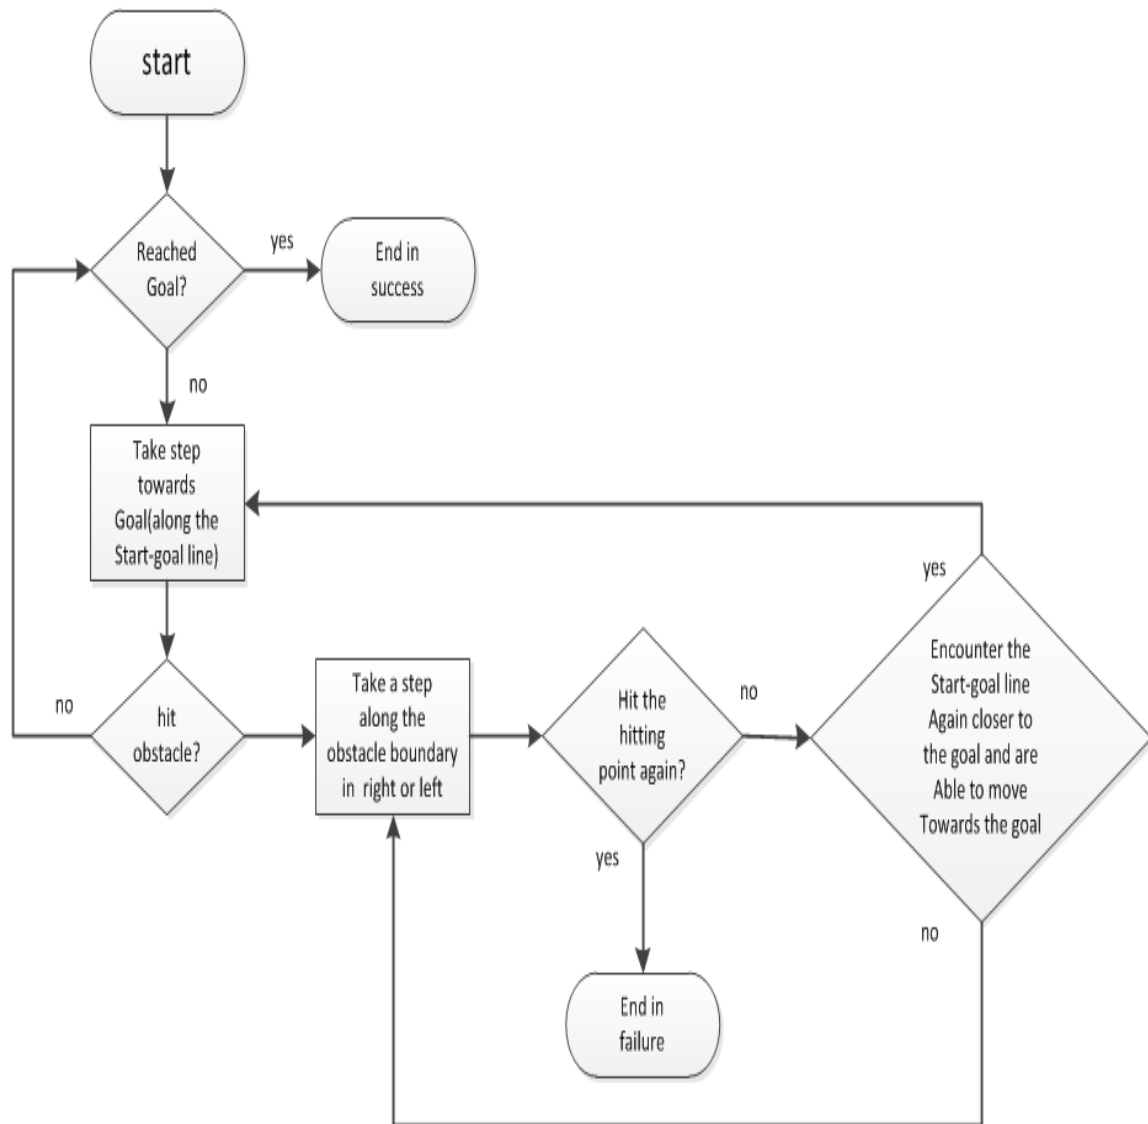 start
Reached
Goal?
yes
End in
success
no
Take step
towards
Goal(along the
Start-goal line)
hit
obstacle?
no
Take a step
along the
obstacle boundary
in right or left
Hit the
hitting
point again?
no
yes
End in
failure
Encounter the
Start-goal line
Again closer to
the goal and are
Able to move
Towards the goal
yes
no